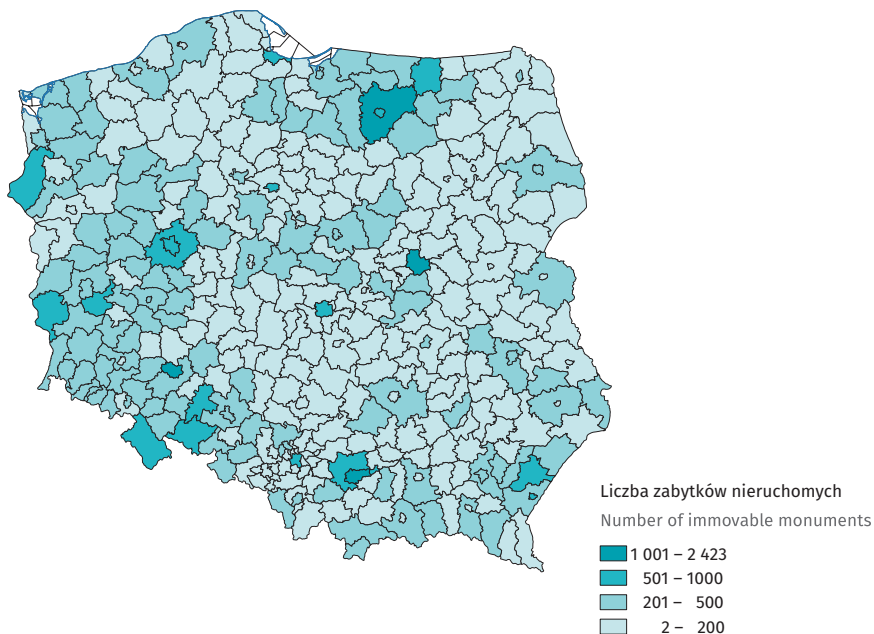 Liczba zabytków nieruchomych
Number of immovable monuments
1 001 – 2 423
501 – 1000
201 – 500
2 – 200